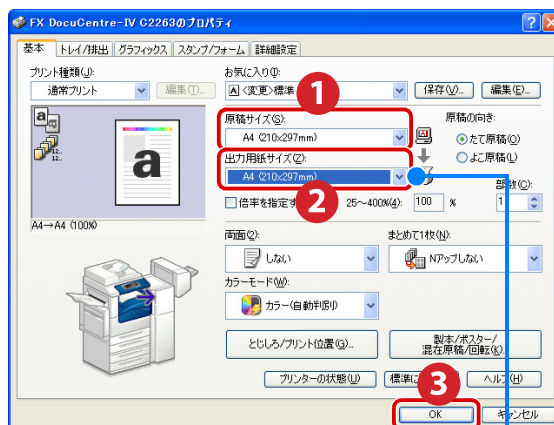 FX DocuCentre-IV C2263のプロパティ
基本 トレイ/排出 グラフィックス スタンプ/フォーム 詳細設定
プリント種類(J):
通常プリント 編集(T)...
お気に入り(I):
<変更>標準 保存(V)... 編集(E)...
1
原稿サイズ(S):
A4 (210x297mm)
原稿の向き:
たて原稿(O)
よこ原稿(L)
出力用紙サイズ(Z):
A4 (210x297mm)
2
倍率を指定す 25～400%(4): 100 %
部数(C):
1
A4→A4 (100%)
両面(2):
しない
まとめて1枚(N):
Nアップしない
カラーモード(W):
カラー(自動判別)
とじしろ/プリント位置(G)...
製本/ポスター/
混在原稿/回転(K)...
プリンターの状態(U) 標準に ヘルプ(H)
3
OK キャンセル